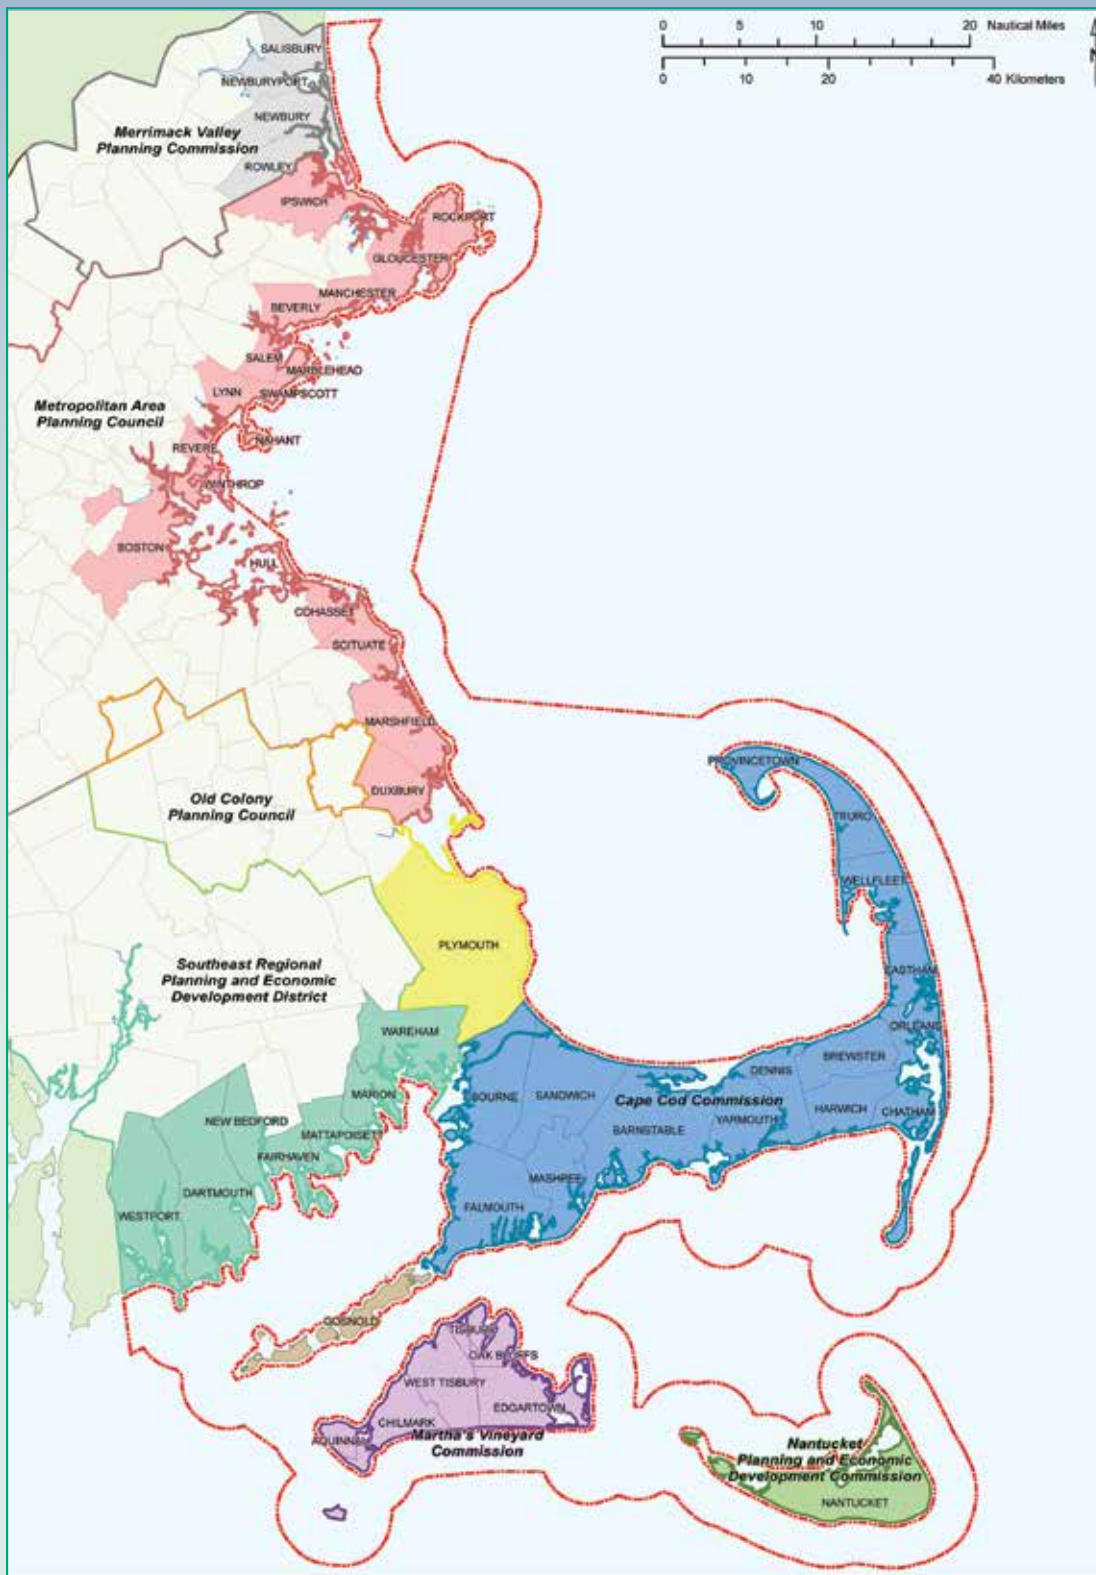 0 5 10 20 Nautical Miles
0 10 20 40 Kilometers
N
SALISBURY
NEWBURYPORT
NEWBURY
Merrimack Valley
Planning Commission
ROWLEY
IPSWICH
ROCKPORT
GLOUCESTER
MANCHESTER
BEVERLY
SALEM
MARBLEHEAD
LYNN
SWAMPSCOTT
Metropolitan Area
Planning Council
NAHANT
REVERE
WINTHROP
BOSTON
HULL
COHASSET
SCITUATE
MARSHFIELD
DUXBURY
Old Colony
Planning Council
PROVINCETOWN
TRURO
WELLFLEET
PLYMOUTH
Southeast Regional
Planning and Economic
Development District
EASTHAM
ORLEANS
WAREHAM
BREWSTER
DENNIS
MARION
BOURNE
SANDWICH
Cape Cod Commission
HARWICH
CHATHAM
NEW BEDFORD
YARMOUTH
BARNSTABLE
MATTAPOISETT
FAIRHAVEN
MASHPEE
DARTMOUTH
FALMOUTH
WESTPORT
GOSNOLD
TISBURY
OAK BLUFFS
WEST TISBURY
EDGARTOWN
CHILMARK
AQUINNAH
Martha's Vineyard
Commission
Nantucket
Planning and Economic
Development Commission
NANTUCKET